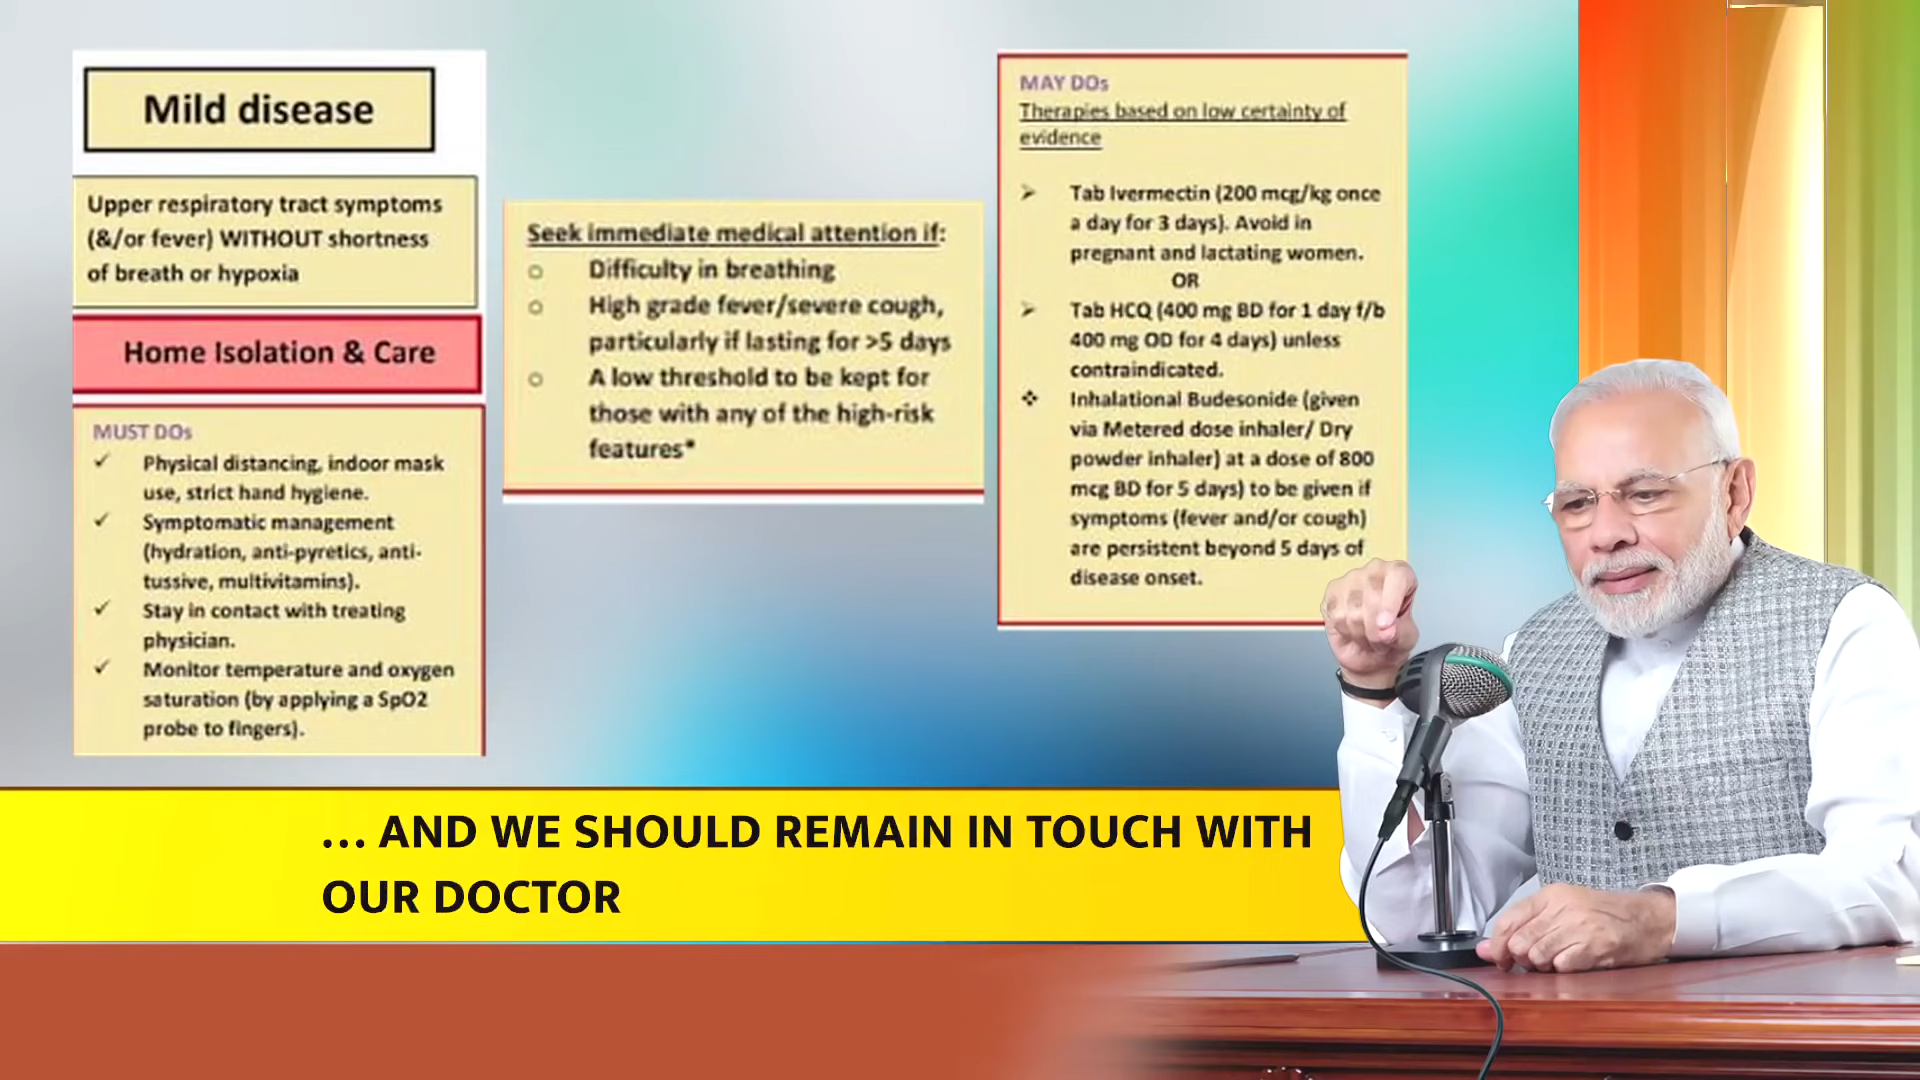 Mild disease
Upper respiratory tract symptoms
(&/or fever) WITHOUT shortness
of breath or hypoxia
Home Isolation & Care
MUST DOs
✓ Physical distancing, indoor mask
use, strict hand hygiene.
✓ Symptomatic management
(hydration, anti-pyretics, anti-
tussive, multivitamins).
✓ Stay in contact with treating
physician.
✓ Monitor temperature and oxygen
saturation (by applying a SpO2
probe to fingers).
Seek immediate medical attention if:
o Difficulty in breathing
o High grade fever/severe cough,
particularly if lasting for >5 days
o A low threshold to be kept for
those with any of the high-risk
features*
MAY DOs
Therapies based on low certainty of
evidence
➢ Tab Ivermectin (200 mcg/kg once
a day for 3 days). Avoid in
pregnant and lactating women.
OR
➢ Tab HCQ (400 mg BD for 1 day f/b
400 mg OD for 4 days) unless
contraindicated.
❖ Inhalational Budesonide (given
via Metered dose inhaler/ Dry
powder inhaler) at a dose of 800
mcg BD for 5 days) to be given if
symptoms (fever and/or cough)
are persistent beyond 5 days of
disease onset.
... AND WE SHOULD REMAIN IN TOUCH WITH
OUR DOCTOR